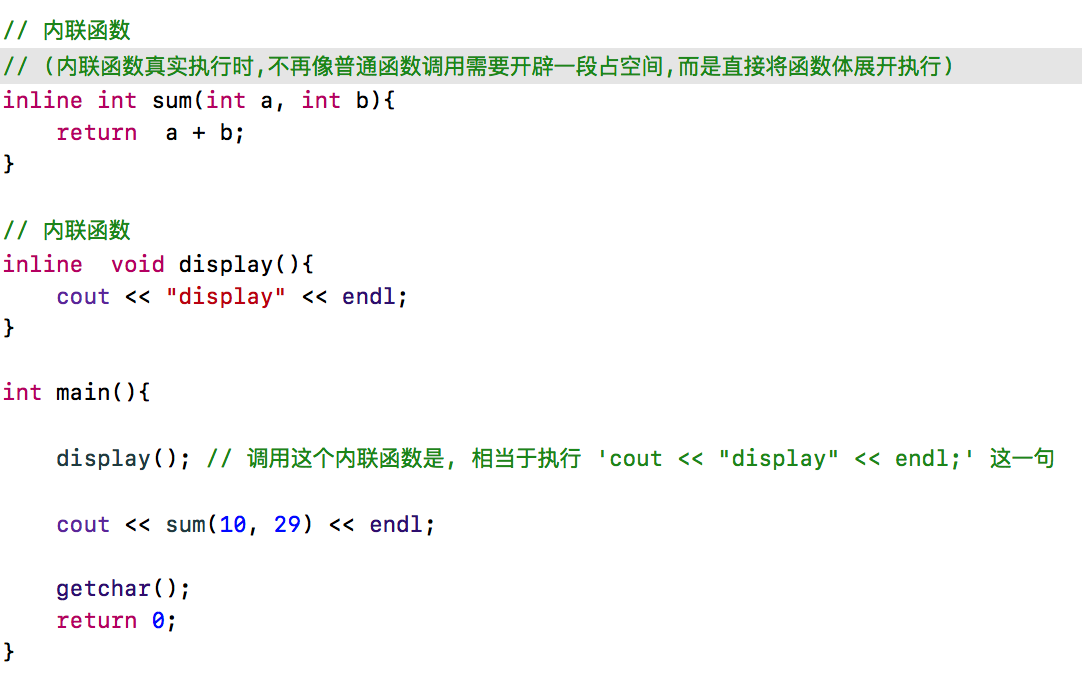 // 内联函数
// (内联函数真实执行时,不再像普通函数调用需要开辟一段占空间,而是直接将函数体展开执行)
inline int sum(int a, int b){
    return  a + b;
}
// 内联函数
inline  void display(){
    cout << "display" << endl;
}
int main(){
    display(); // 调用这个内联函数是, 相当于执行 'cout << "display" << endl;' 这一句
    cout << sum(10, 29) << endl;
    getchar();
    return 0;
}